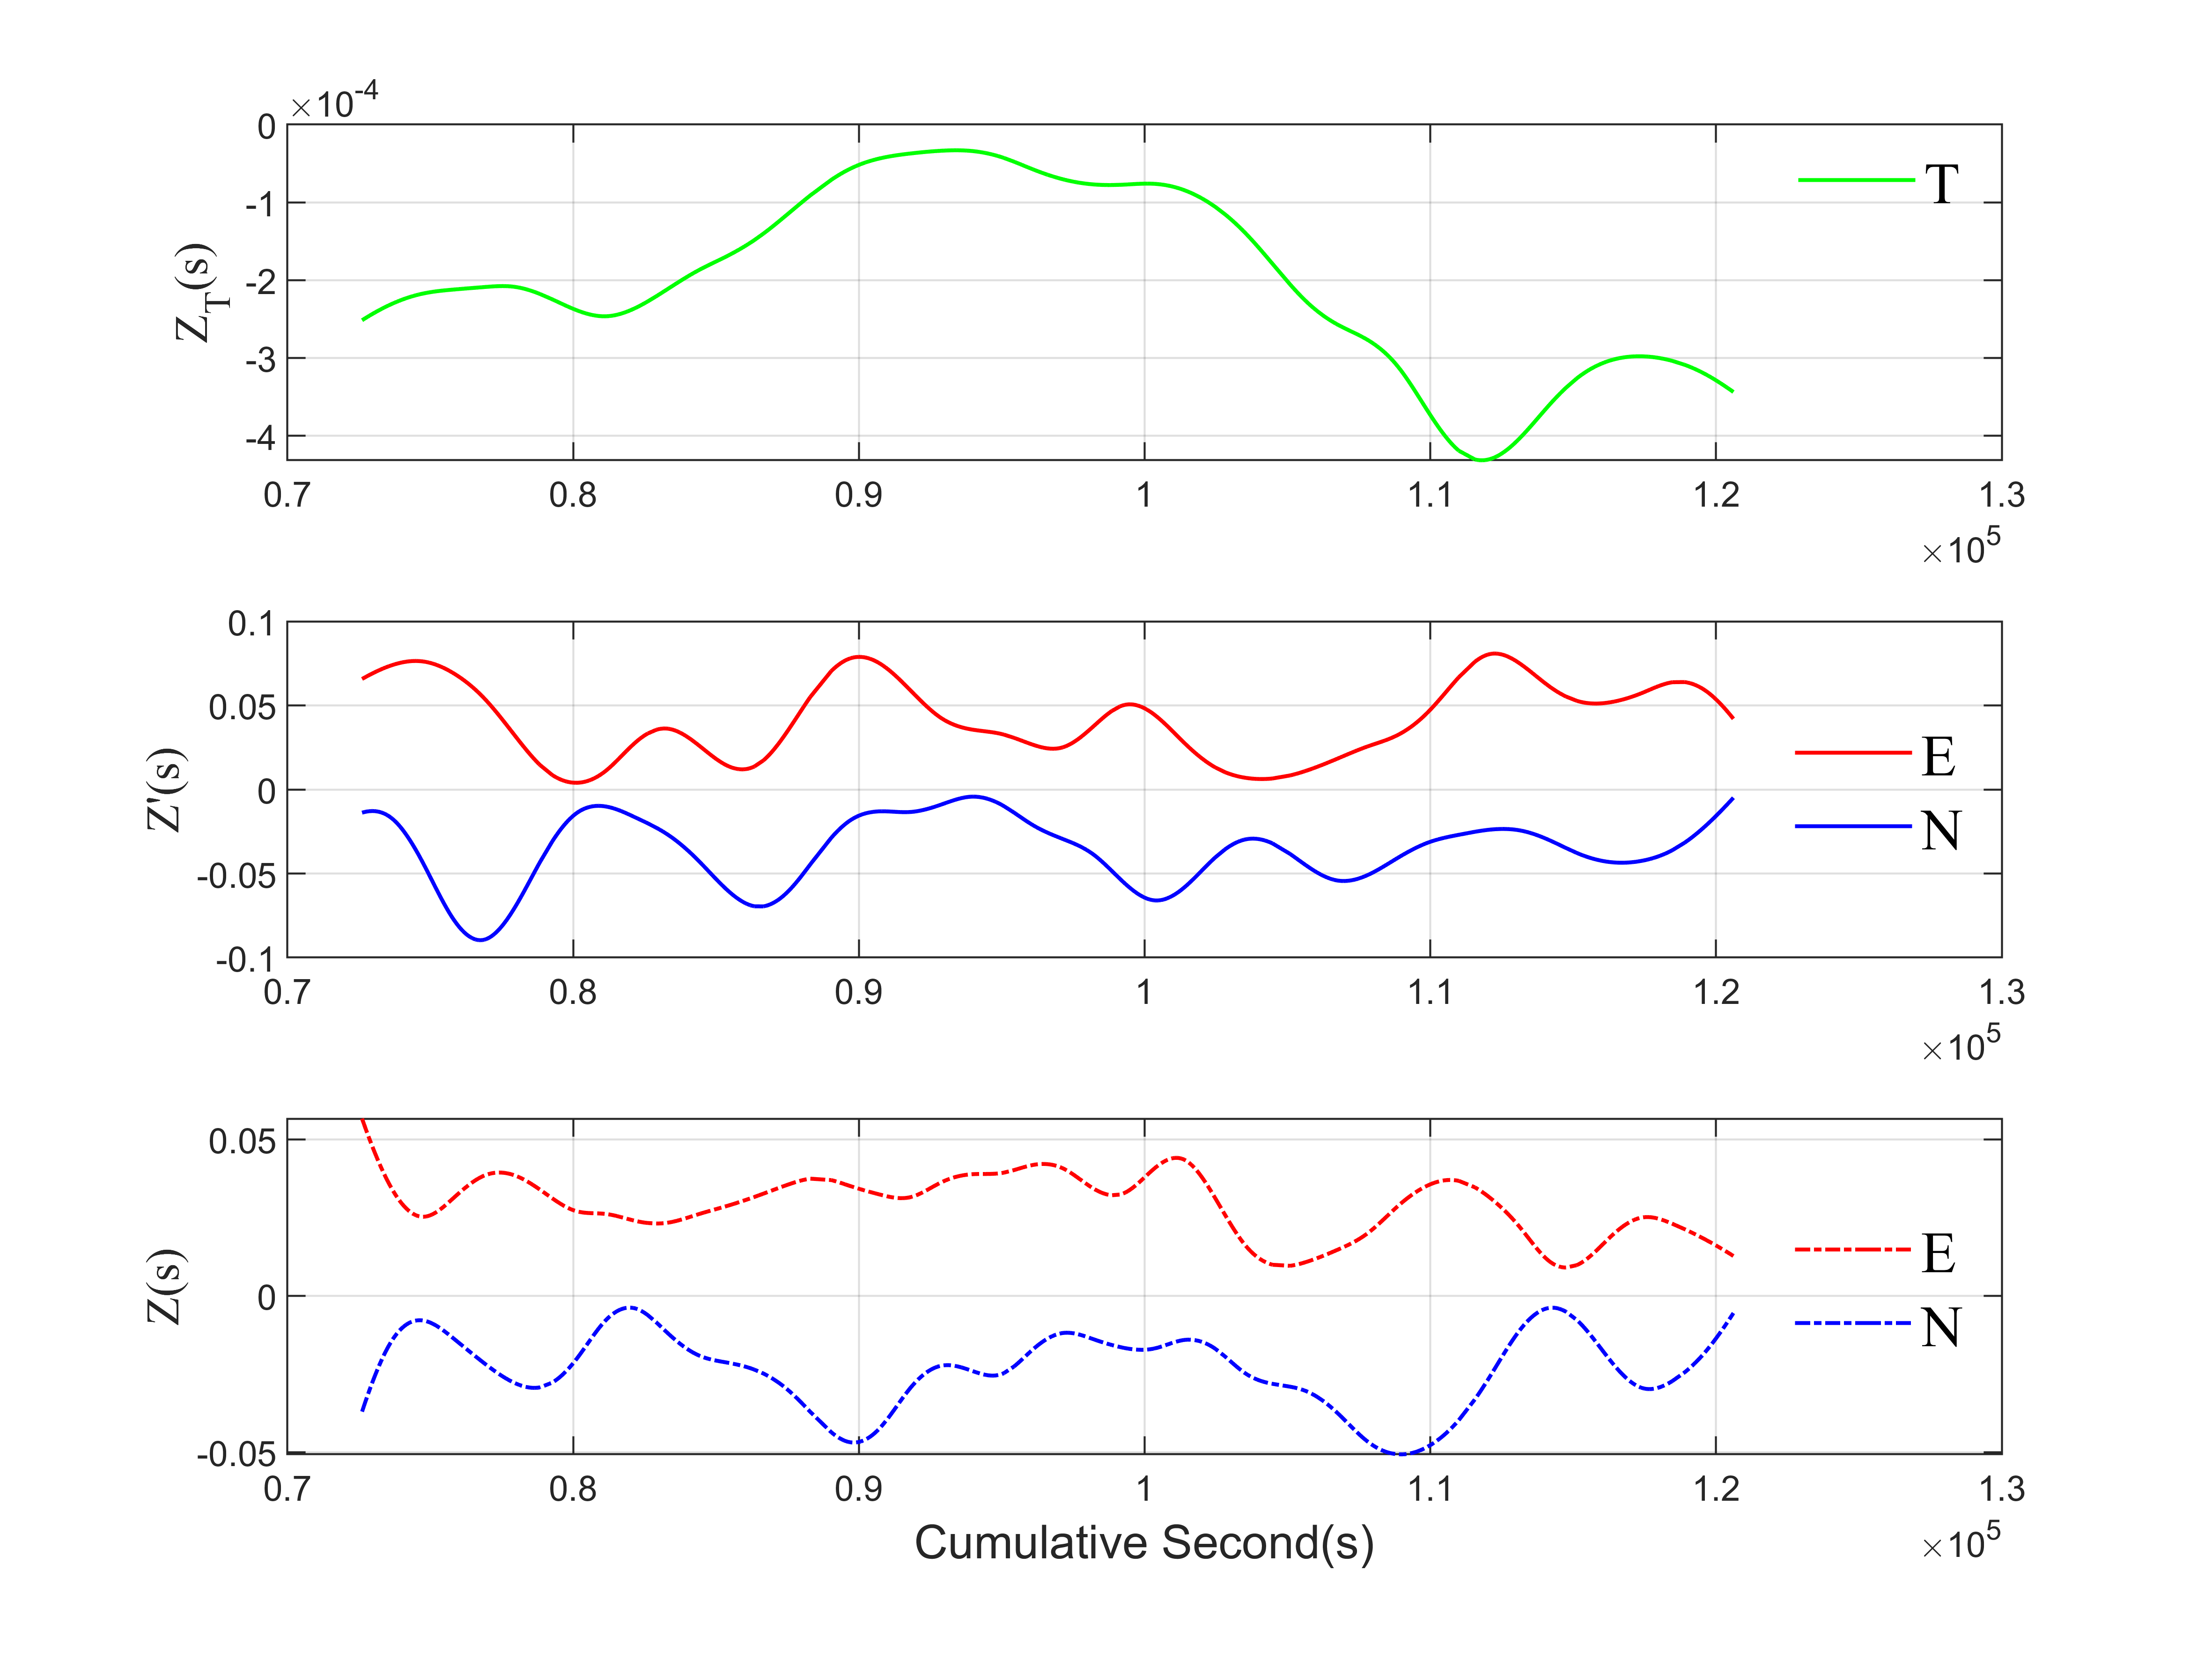 ×10-4
0
-1
-2
-3
-4
Z_T(s)
T
0.7 0.8 0.9 1 1.1 1.2 1.3
×10^5
0.1
0.05
0
-0.05
-0.1
Z'(s)
E
N
0.7 0.8 0.9 1 1.1 1.2 1.3
×10^5
0.05
0
-0.05
Z(s)
E
N
0.7 0.8 0.9 1 1.1 1.2 1.3
Cumulative Second(s)
×10^5